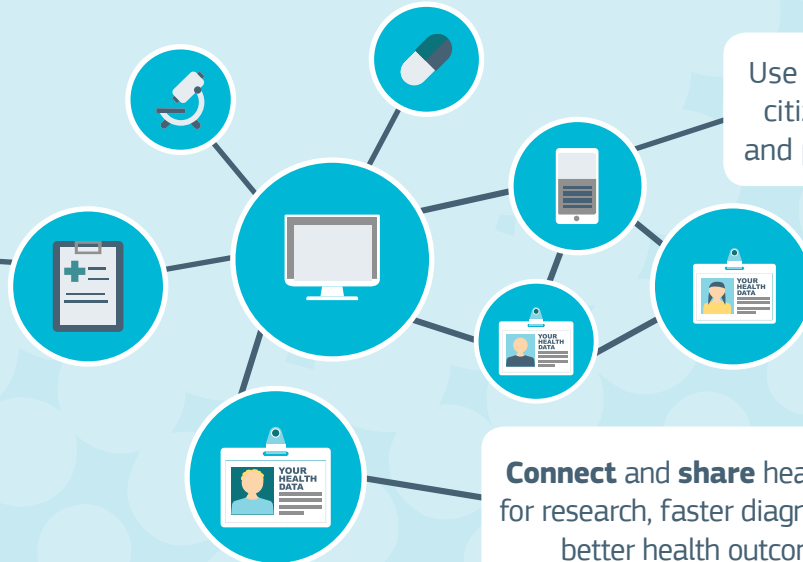 Use
citi
and
YOUR
HEALTH
DATA
YOUR
HEALTH
DATA
YOUR
HEALTH
DATA
Connect and share hea
for research, faster diagn
better health outcor